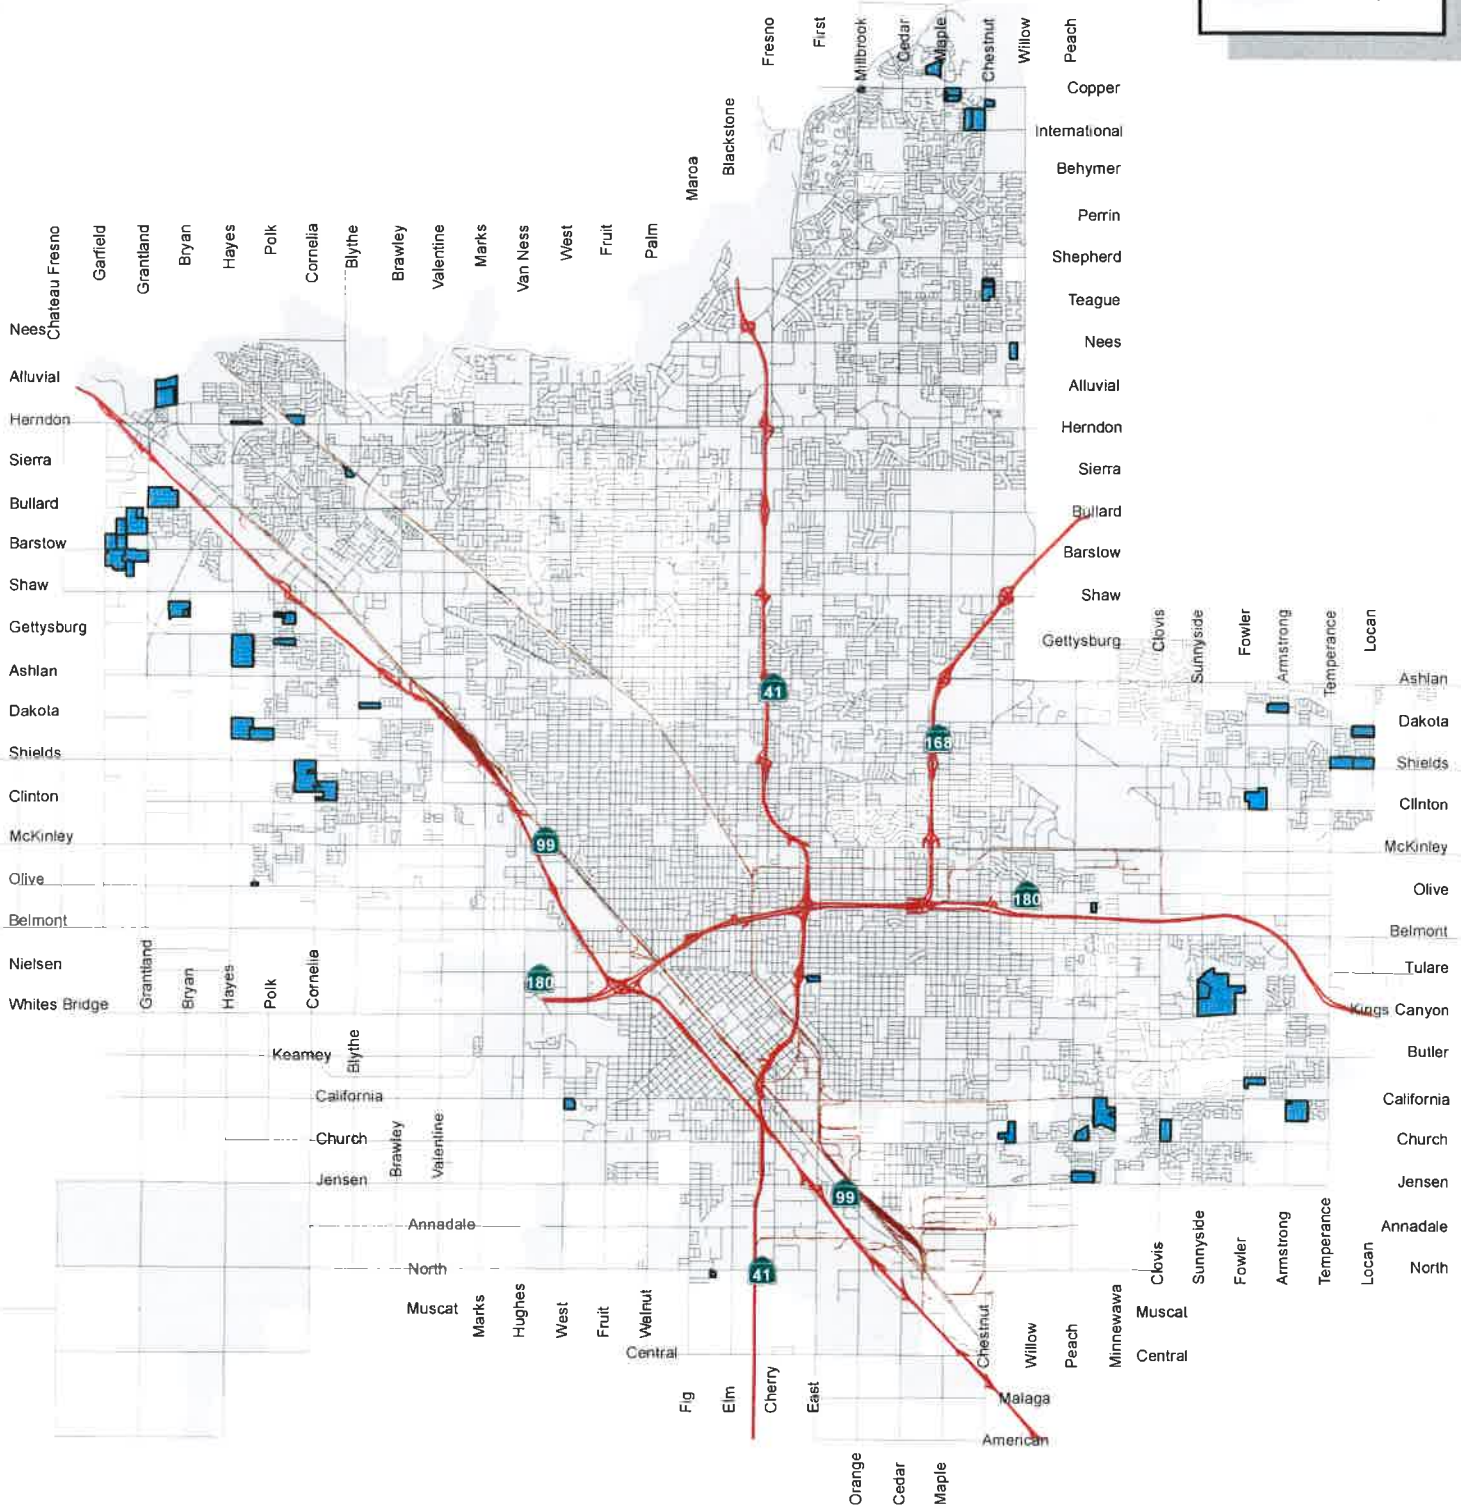 Fresno
First
Millbrook
Cedar
Maple
Chestnut
Willow
Peach
Copper
International
Behymer
Perrin
Shepherd
Teague
Nees
Alluvial
Herndon
Sierra
Bullard
Barstow
Shaw
Gettysburg
Maroa
Blackstone
Chateau Fresno
Garfield
Grantland
Bryan
Hayes
Polk
Cornelia
Blythe
Brawley
Valentine
Marks
Van Ness
West
Fruit
Palm
Nees
Alluvial
Herndon
Sierra
Bullard
Barstow
Shaw
Gettysburg
Ashlan
Dakota
Shields
Clinton
McKinley
Olive
Belmont
Nielsen
Whites Bridge
Clovis
Sunnyside
Fowler
Armstrong
Temperance
Locan
Ashlan
Dakota
Shields
Clinton
McKinley
Olive
Belmont
Tulare
Kings Canyon
Butler
California
Church
Jensen
Annadale
North
41
168
99
180
180
99
41
Grantland
Bryan
Hayes
Polk
Cornelia
Kearney
Blythe
California
Church
Brawley
Valentine
Jensen
Annadale
North
Muscat
Marks
Hughes
West
Fruit
Walnut
Central
Fig
Elm
Cherry
East
Orange
Cedar
Maple
Chestnut
Willow
Peach
Minnewawa
Clovis
Sunnyside
Fowler
Armstrong
Temperance
Locan
Muscat
Central
Malaga
American